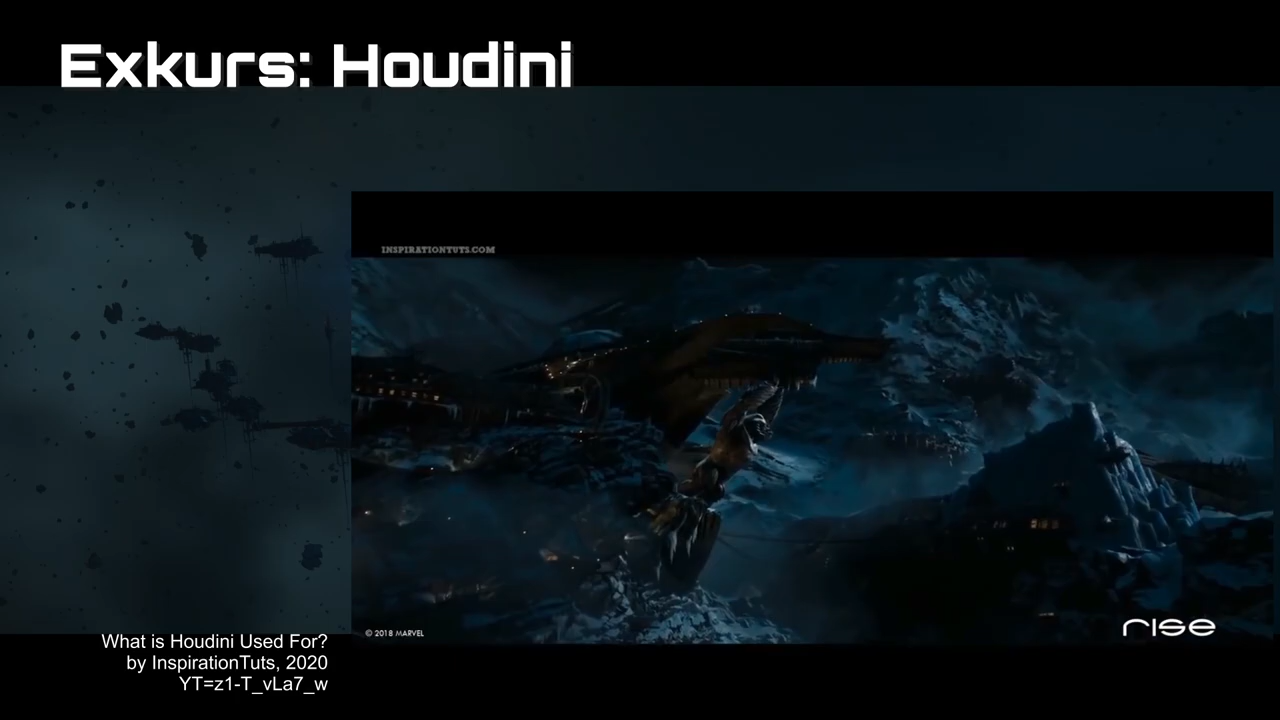 Exkurs: Houdini
INSPIRATIONTUTS.COM
© 2018 MARVEL
rise
What is Houdini Used For?
by InspirationTuts, 2020
YT=z1-T_vLa7_w